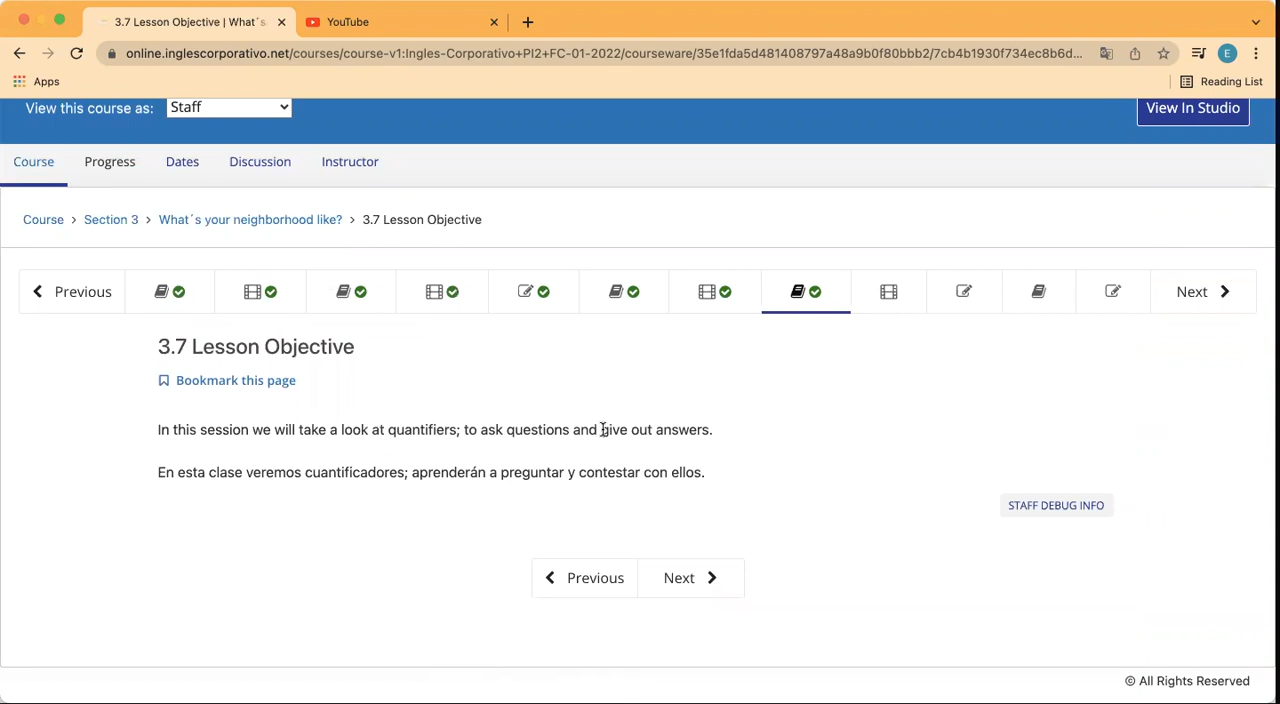 3.7 Lesson Objective | What´s
YouTube
online.inglescorporativo.net/courses/course-v1:Ingles-Corporativo+PI2+FC-01-2022/courseware/35e1fda5d481408797a48a9b0f80bbb2/7cb4b1930f734ec8b6d...
E
Apps
Reading List
View this course as:
Staff
View In Studio
Course
Progress
Dates
Discussion
Instructor
Course > Section 3 > What´s your neighborhood like? > 3.7 Lesson Objective
Previous
Next
3.7 Lesson Objective
Bookmark this page
In this session we will take a look at quantifiers; to ask questions and give out answers.
En esta clase veremos cuantificadores; aprenderán a preguntar y contestar con ellos.
STAFF DEBUG INFO
Previous
Next
© All Rights Reserved